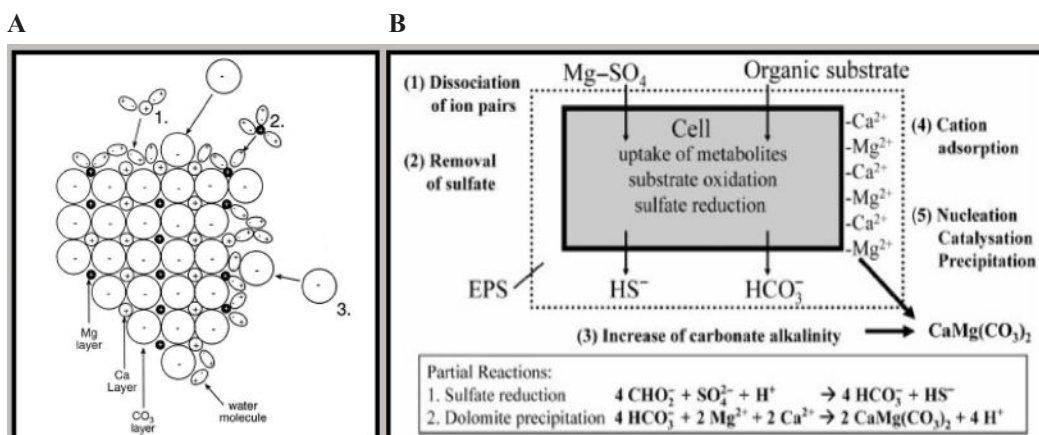 A
B
1.
2.
3.
Mg
layer
Ca
Layer
CO₃
layer
water
molecule
(1) Dissociation
of ion pairs
Mg–SO₄
Organic substrate
(2) Removal
of sulfate
Cell
uptake of metabolites
substrate oxidation
sulfate reduction
-Ca²⁺
-Mg²⁺
-Ca²⁺
-Mg²⁺
-Ca²⁺
-Mg²⁺
(4) Cation
adsorption
(5) Nucleation
Catalysation
Precipitation
EPS
HS⁻
HCO₃⁻
(3) Increase of carbonate alkalinity
CaMg(CO₃)₂
Partial Reactions:
1. Sulfate reduction 4 CHO₂⁻ + SO₄²⁻ + H⁺ → 4 HCO₃⁻ + HS⁻
2. Dolomite precipitation 4 HCO₃⁻ + 2 Mg²⁺ + 2 Ca²⁺ → 2 CaMg(CO₃)₂ + 4 H⁺